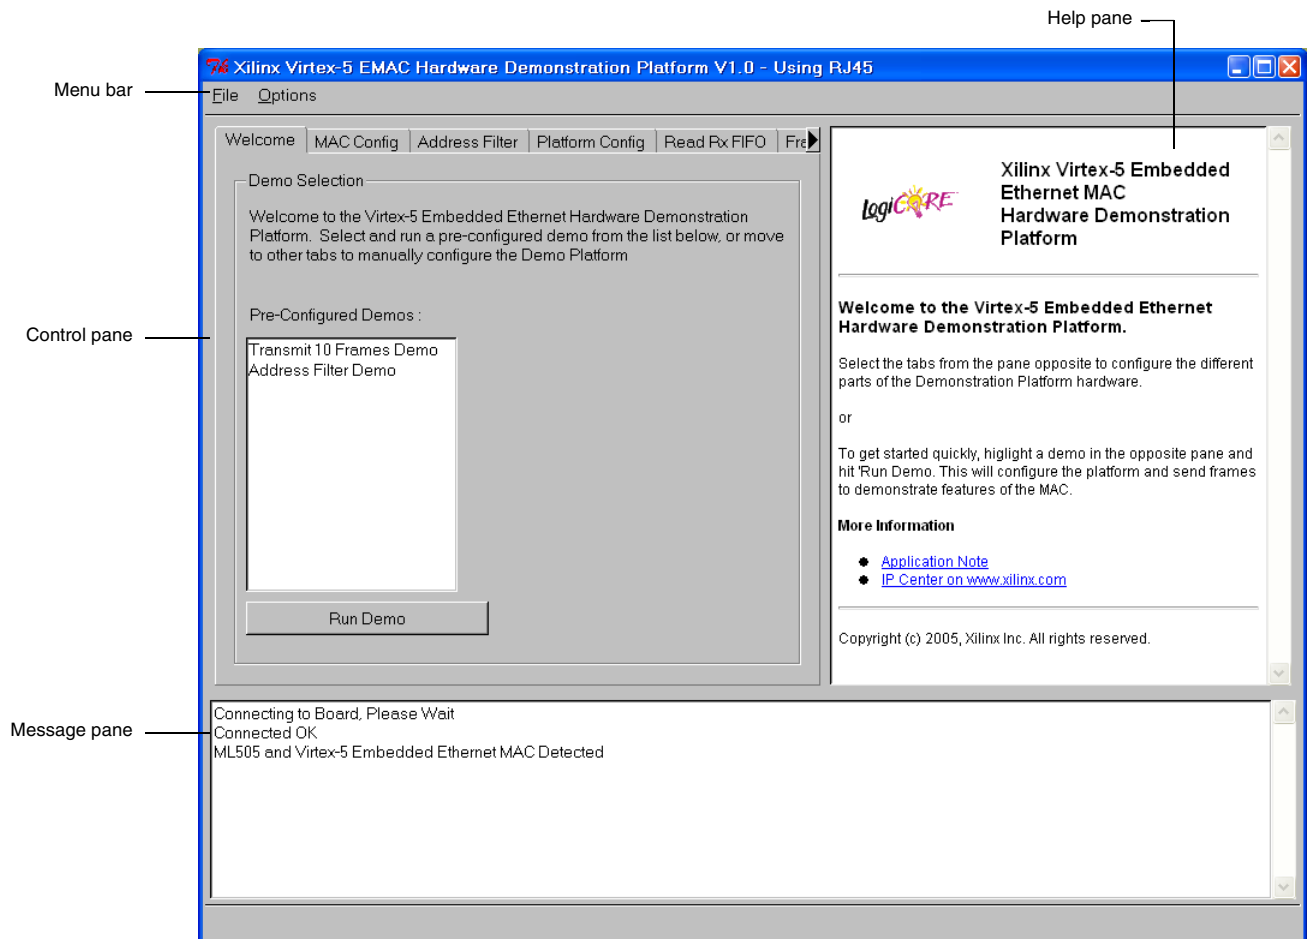 Help pane
Xilinx Virtex-5 EMAC Hardware Demonstration Platform V1.0 - Using RJ45
Menu bar
File Options
Welcome MAC Config Address Filter Platform Config Read Rx FIFO Fra
Demo Selection
Welcome to the Virtex-5 Embedded Ethernet Hardware Demonstration
Platform. Select and run a pre-configured demo from the list below, or move
to other tabs to manually configure the Demo Platform
Control pane
Pre-Configured Demos :
Transmit 10 Frames Demo
Address Filter Demo
Run Demo
logiCORE
Xilinx Virtex-5 Embedded
Ethernet MAC
Hardware Demonstration
Platform
Welcome to the Virtex-5 Embedded Ethernet
Hardware Demonstration Platform.
Select the tabs from the pane opposite to configure the different
parts of the Demonstration Platform hardware.
or
To get started quickly, higlight a demo in the opposite pane and
hit 'Run Demo. This will configure the platform and send frames
to demonstrate features of the MAC.
More Information
Application Note
IP Center on www.xilinx.com
Copyright (c) 2005, Xilinx Inc. All rights reserved.
Message pane
Connecting to Board, Please Wait
Connected OK
ML505 and Virtex-5 Embedded Ethernet MAC Detected